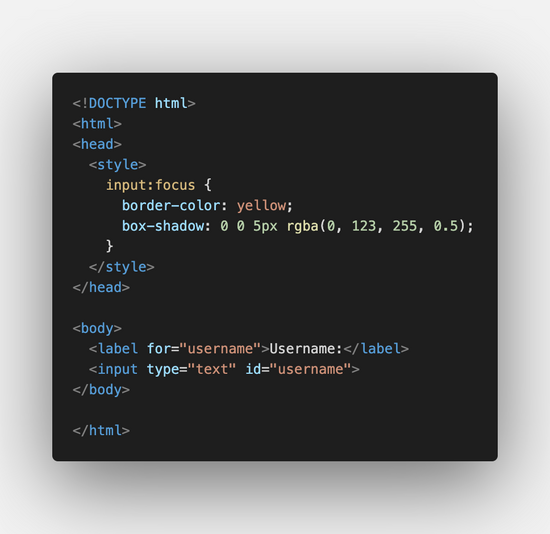 <!DOCTYPE html>
<html>
<head>
  <style>
    input:focus {
      border-color: yellow;
      box-shadow: 0 0 5px rgba(0, 123, 255, 0.5);
    }
  </style>
</head>

<body>
  <label for="username">Username:</label>
  <input type="text" id="username">
</body>

</html>